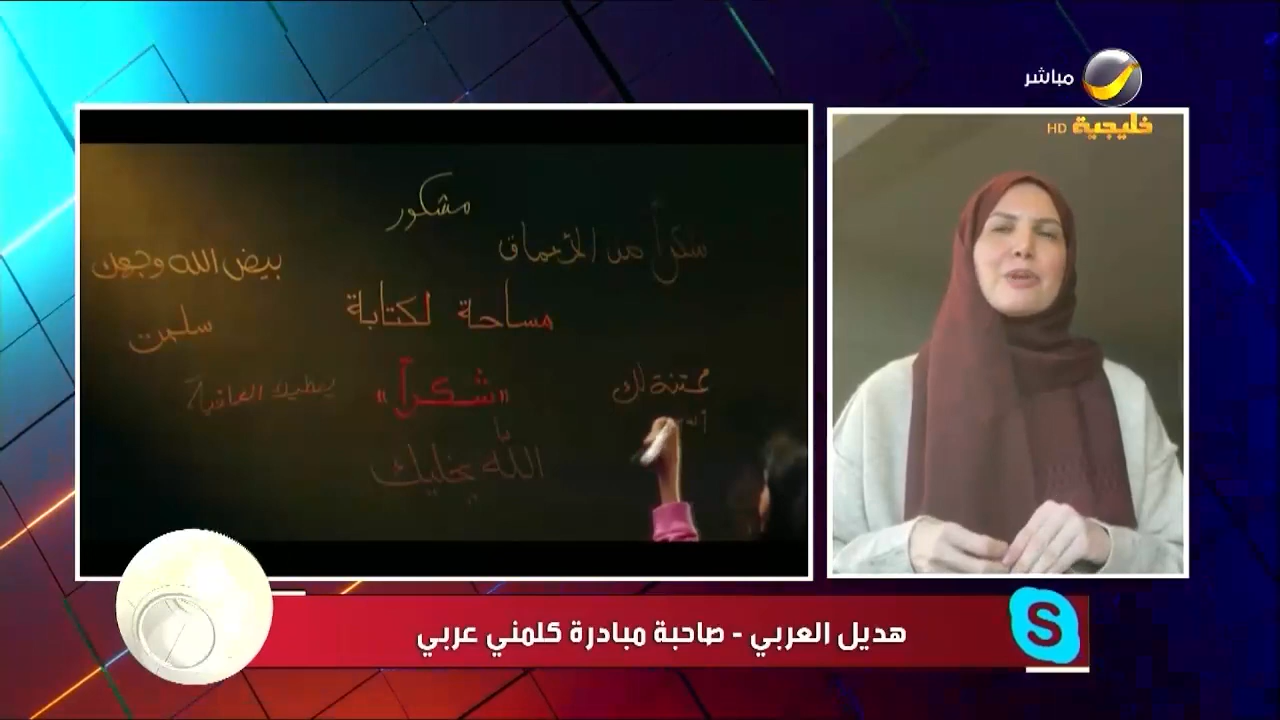 مباشر
خليجية HD
مشكور
شكراً من الأعماق
بيض الله وجهك
مساحة لكتابة
سلمت
ممتنة لك
يعطيك العافية
«شكراً»
الله يخليك
S
هديل العربي - صاحبة مبادرة كلمني عربي